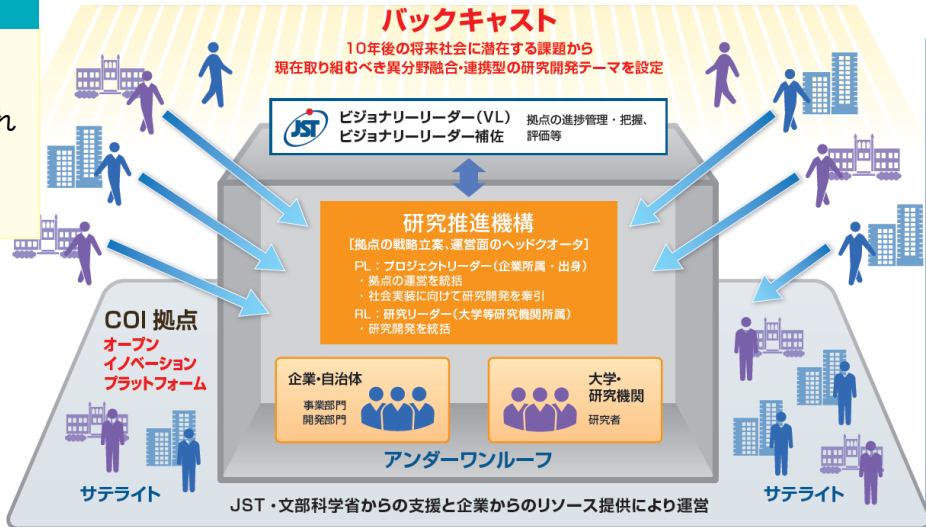 バックキャスト
10年後の将来社会に潜在する課題から
現在取り組むべき異分野融合・連携型の研究開発テーマを設定
れ
JST
ビジョナリーリーダー(VL)
ビジョナリーリーダー補佐
拠点の進捗管理・把握、
評価等
研究推進機構
［拠点の戦略立案、運営面のヘッドクオータ］
PL：プロジェクトリーダー(企業所属・出身)
・拠点の運営を統括
・社会実装に向けて研究開発を牽引
RL：研究リーダー(大学等研究機関所属)
・研究開発を統括
COI 拠点
オープン
イノベーション
プラットフォーム
企業・自治体
事業部門
開発部門
大学・
研究機関
研究者
アンダーワンルーフ
サテライト
サテライト
JST・文部科学省からの支援と企業からのリソース提供により運営